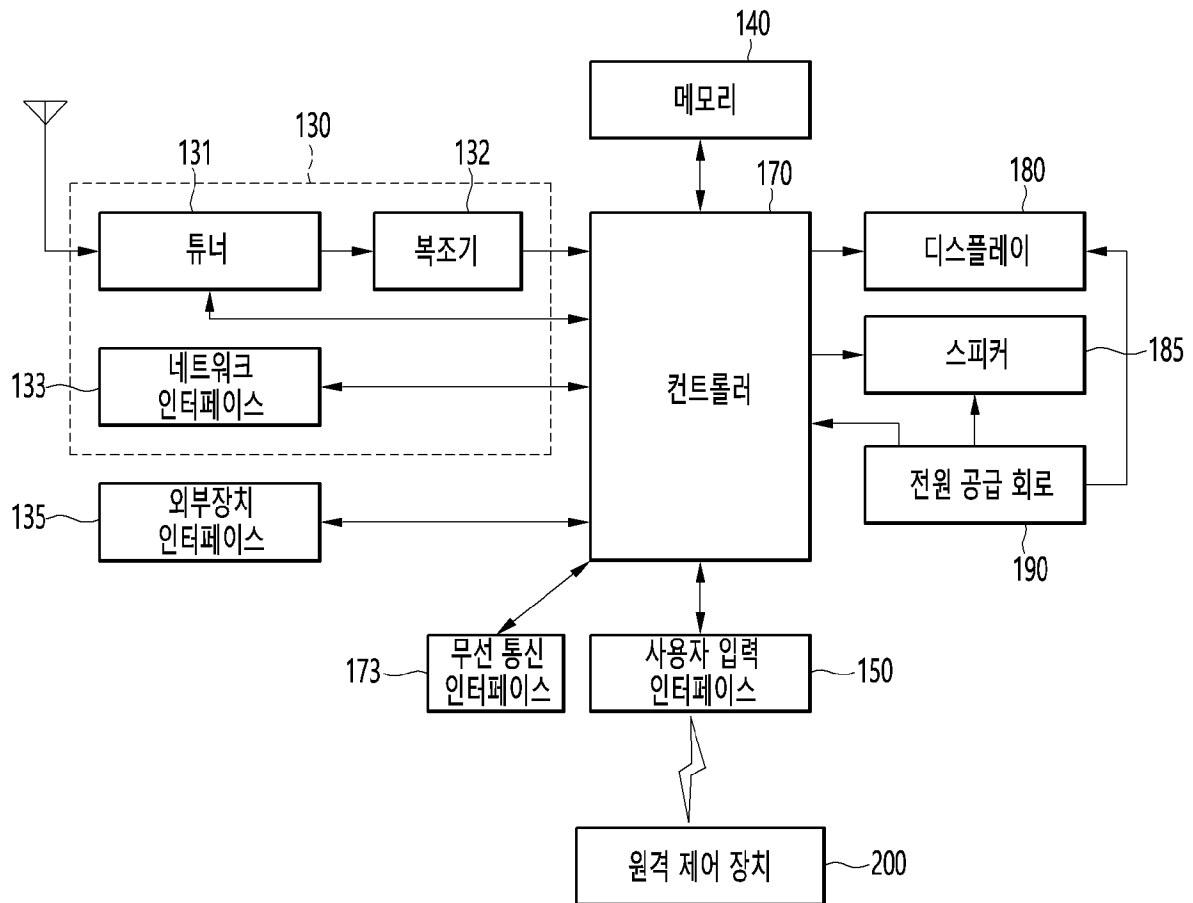 140
메모리
130
131
132
170
180
튜너
복조기
디스플레이
네트워크
인터페이스
133
컨트롤러
스피커
185
외부장치
인터페이스
135
전원 공급 회로
190
무선 통신
인터페이스
173
사용자 입력
인터페이스
150
원격 제어 장치
200